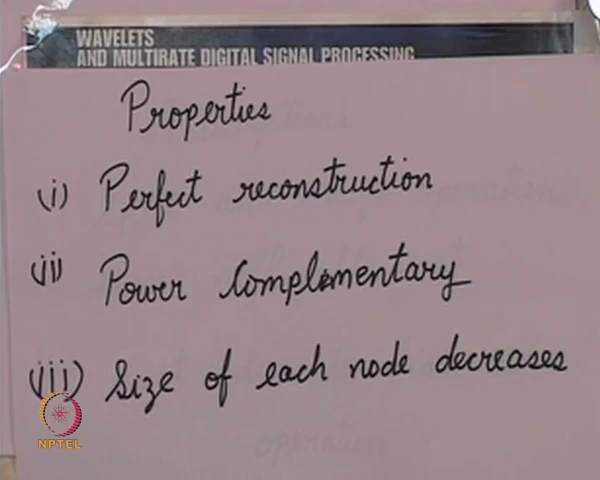 WAVELETS
AND MULTIRATE DIGITAL SIGNAL PROCESSING
Properties
(i) Perfect reconstruction
(ii) Power Complementary
(iii) Size of each node decreases
NPTEL